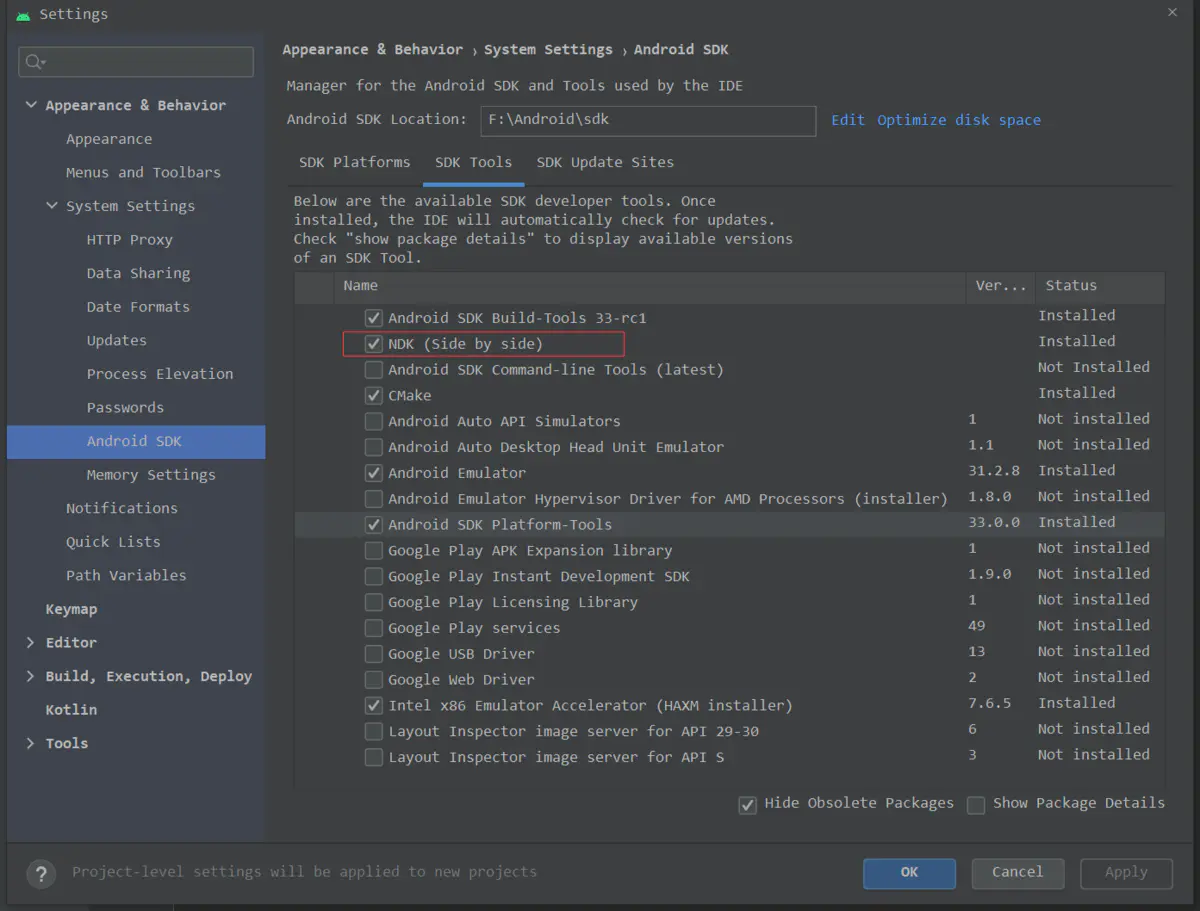 Settings
Appearance & Behavior
Appearance
Menus and Toolbars
System Settings
HTTP Proxy
Data Sharing
Date Formats
Updates
Process Elevation
Passwords
Android SDK
Memory Settings
Notifications
Quick Lists
Path Variables
Keymap
Editor
Build, Execution, Deploy
Kotlin
Tools
Appearance & Behavior › System Settings › Android SDK
Manager for the Android SDK and Tools used by the IDE
Android SDK Location: F:\Android\sdk Edit Optimize disk space
SDK Platforms SDK Tools SDK Update Sites
Below are the available SDK developer tools. Once
installed, the IDE will automatically check for updates.
Check "show package details" to display available versions
of an SDK Tool.
Name Ver... Status
Android SDK Build-Tools 33-rc1 Installed
NDK (Side by side) Installed
Android SDK Command-line Tools (latest) Not Installed
CMake Installed
Android Auto API Simulators 1 Not installed
Android Auto Desktop Head Unit Emulator 1.1 Not installed
Android Emulator 31.2.8 Installed
Android Emulator Hypervisor Driver for AMD Processors (installer) 1.8.0 Not installed
Android SDK Platform-Tools 33.0.0 Installed
Google Play APK Expansion library 1 Not installed
Google Play Instant Development SDK 1.9.0 Not installed
Google Play Licensing Library 1 Not installed
Google Play services 49 Not installed
Google USB Driver 13 Not installed
Google Web Driver 2 Not installed
Intel x86 Emulator Accelerator (HAXM installer) 7.6.5 Installed
Layout Inspector image server for API 29-30 6 Not installed
Layout Inspector image server for API S 3 Not installed
Hide Obsolete Packages Show Package Details
? Project-level settings will be applied to new projects OK Cancel Apply